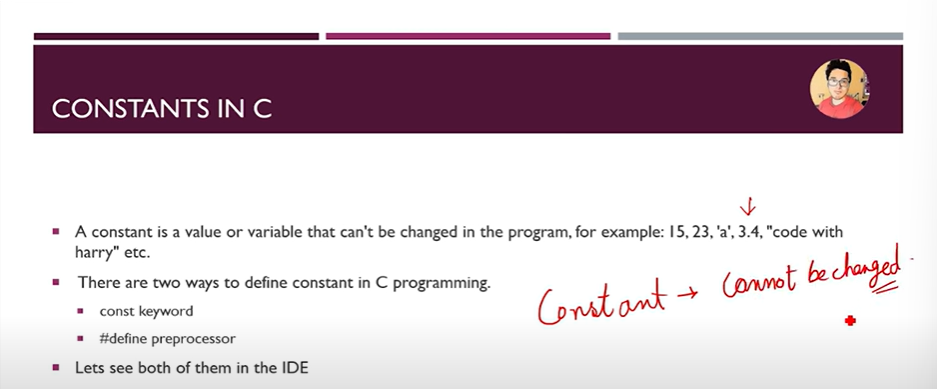 CONSTANTS IN C
A constant is a value or variable that can't be changed in the program, for example: 15, 23, 'a', 3.4, "code with
harry" etc.
There are two ways to define constant in C programming.
const keyword
#define preprocessor
Lets see both of them in the IDE
Constant → Cannot be changed